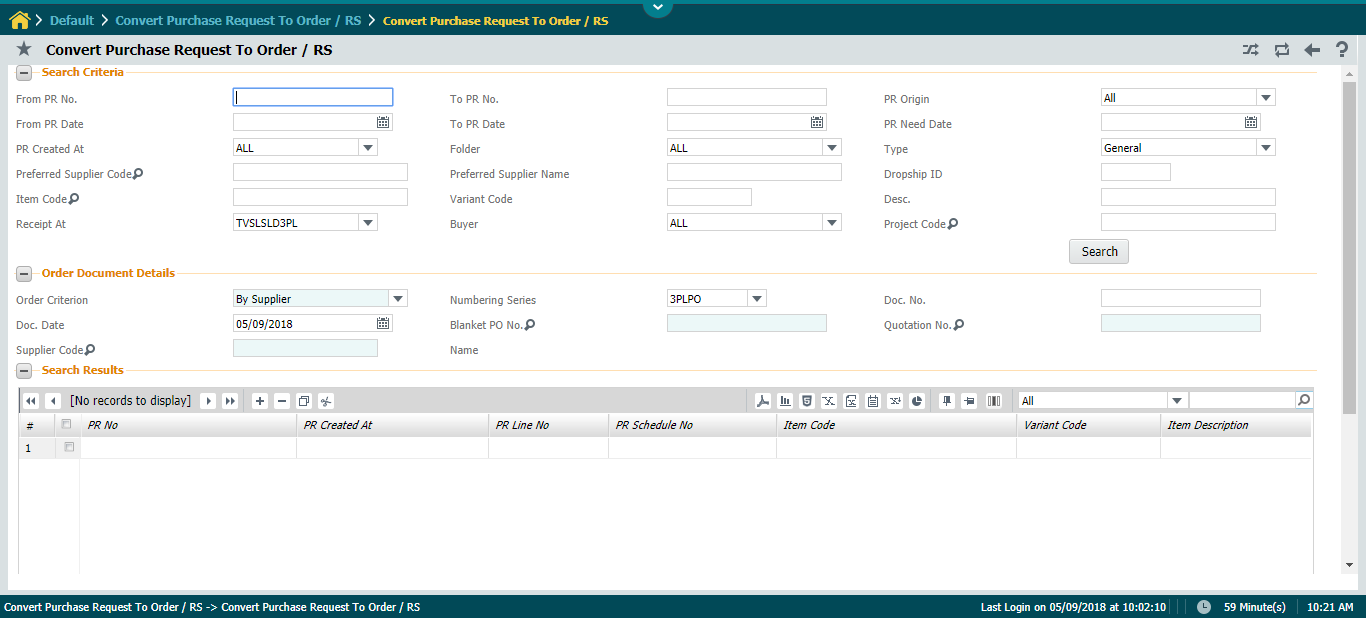 Default Convert Purchase Request To Order / RS Convert Purchase Request To Order / RS
Convert Purchase Request To Order / RS
Search Criteria
From PR No. To PR No. PR Origin All
From PR Date To PR Date PR Need Date
PR Created At ALL Folder ALL Type General
Preferred Supplier Code Preferred Supplier Name Dropship ID
Item Code Variant Code Desc.
Receipt At TVSLSLD3PL Buyer ALL Project Code
Search
Order Document Details
Order Criterion By Supplier Numbering Series 3PLPO Doc. No.
Doc. Date 05/09/2018 Blanket PO No. Quotation No.
Supplier Code Name
Search Results
[No records to display] All
# PR No PR Created At PR Line No PR Schedule No Item Code Variant Code Item Description
1
Convert Purchase Request To Order / RS -> Convert Purchase Request To Order / RS Last Login on 05/09/2018 at 10:02:10 59 Minute(s) 10:21 AM